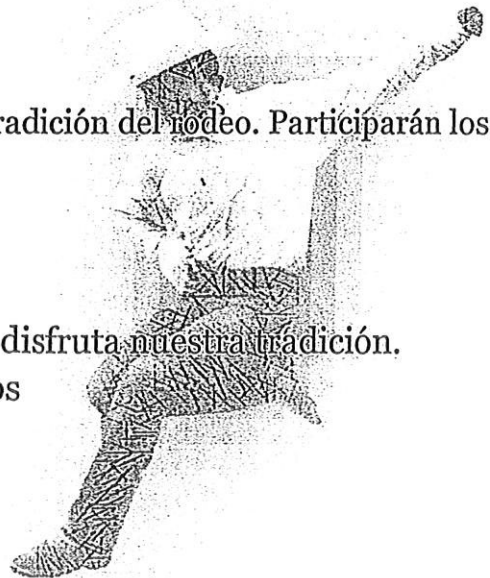 radición del rodeo. Participarán los
disfruta nuestra tradición.
os